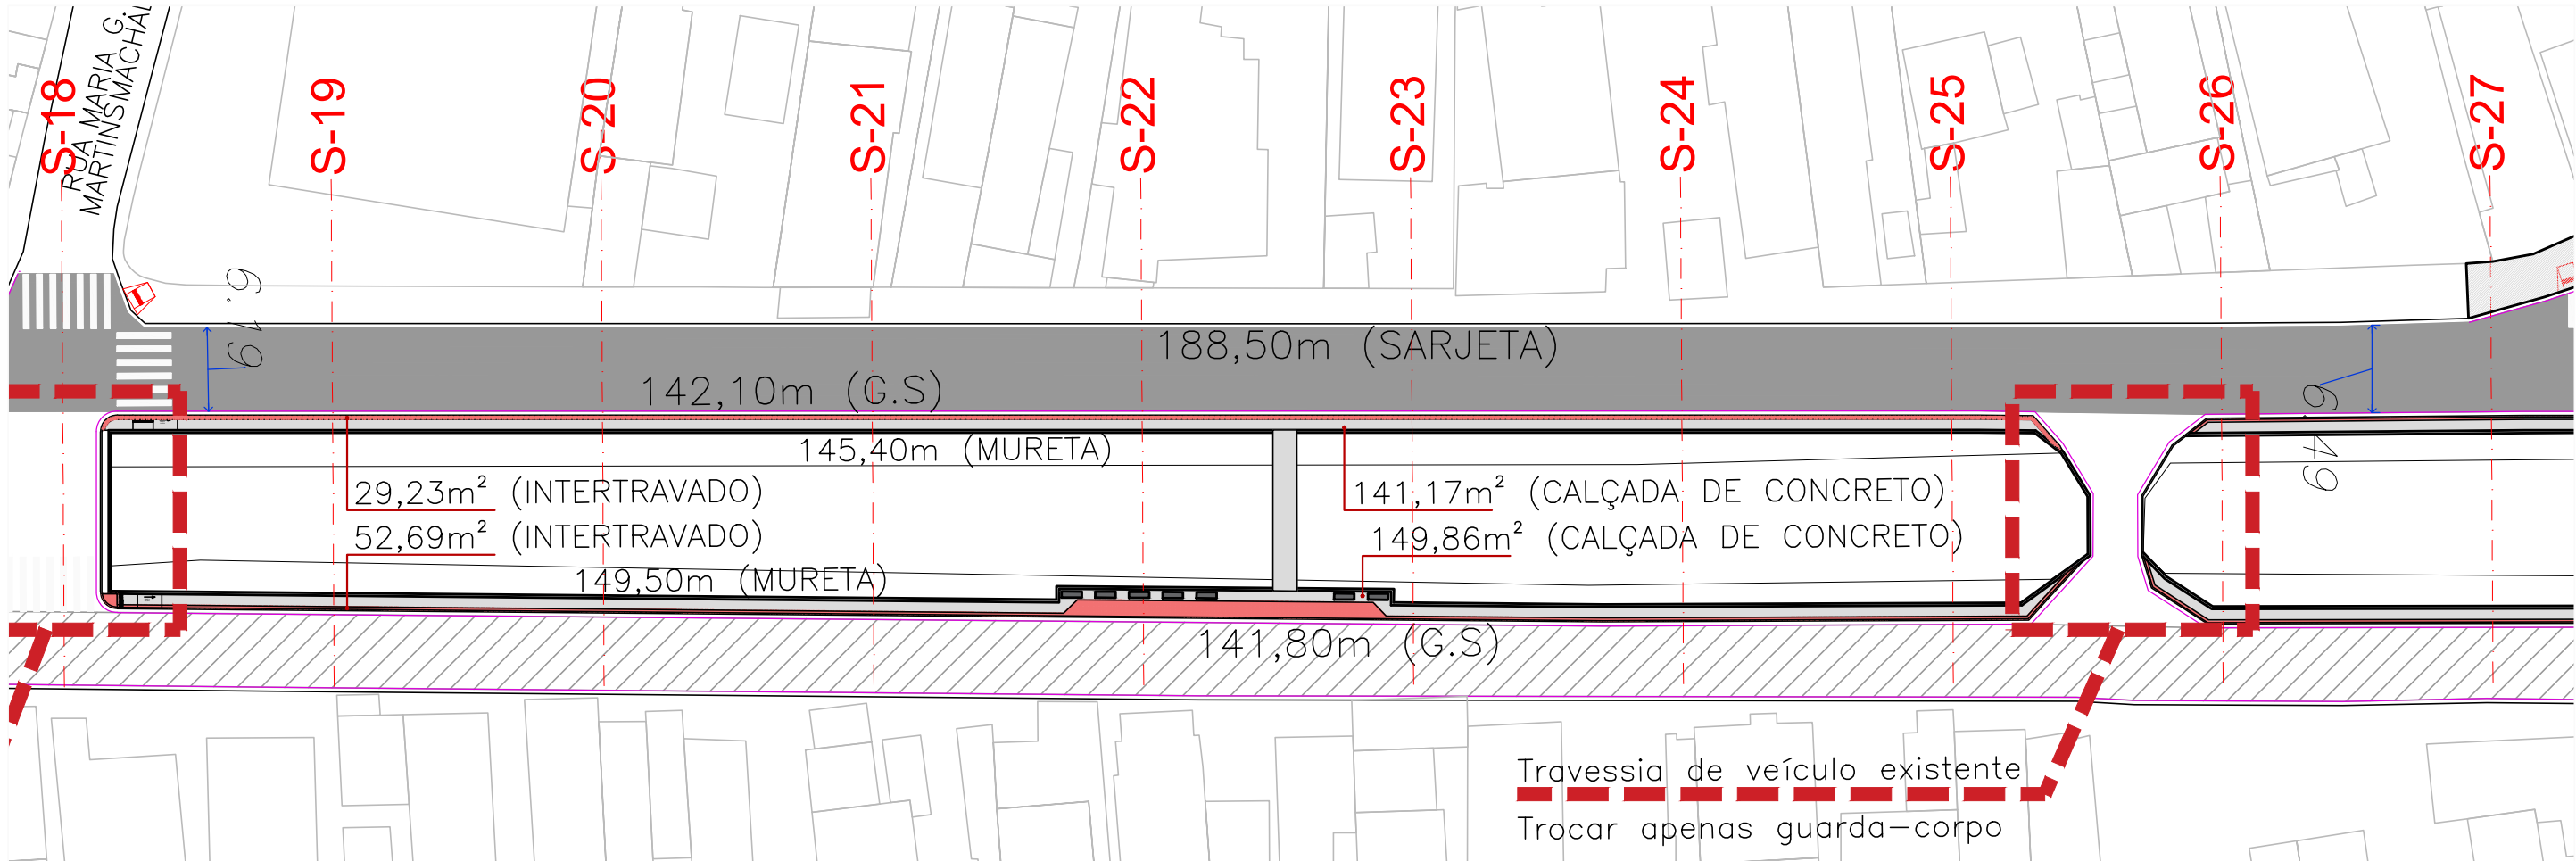 RUA MARIA G.
MARTINSMACHAL
S-18
S-19
S-20
S-21
S-22
S-23
S-24
S-25
S-26
S-27
6.19
188,50m (SARJETA)
142,10m (G.S)
6.49
145,40m (MURETA)
29,23m² (INTERTRAVADO)
141,17m² (CALÇADA DE CONCRETO)
52,69m² (INTERTRAVADO)
149,86m² (CALÇADA DE CONCRETO)
149,50m (MURETA)
141,80m (G.S)
Travessia de veículo existente
Trocar apenas guarda-corpo